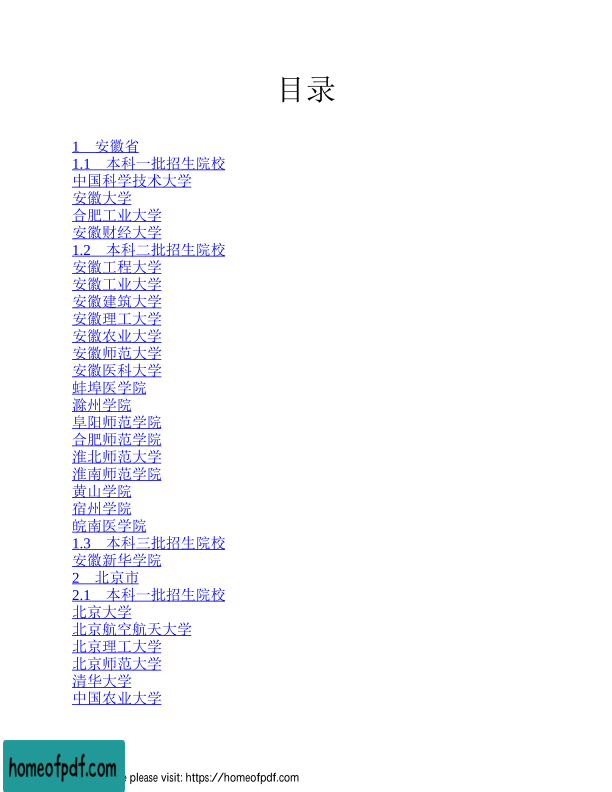 目录
1 安徽省
1.1 本科一批招生院校
中国科学技术大学
安徽大学
合肥工业大学
安徽财经大学
1.2 本科二批招生院校
安徽工程大学
安徽工业大学
安徽建筑大学
安徽理工大学
安徽农业大学
安徽师范大学
安徽医科大学
蚌埠医学院
滁州学院
阜阳师范学院
合肥师范学院
淮北师范大学
淮南师范学院
黄山学院
宿州学院
皖南医学院
1.3 本科三批招生院校
安徽新华学院
2 北京市
2.1 本科一批招生院校
北京大学
北京航空航天大学
北京理工大学
北京师范大学
清华大学
中国农业大学
homeofpdf.com
please visit: https://homeofpdf.com